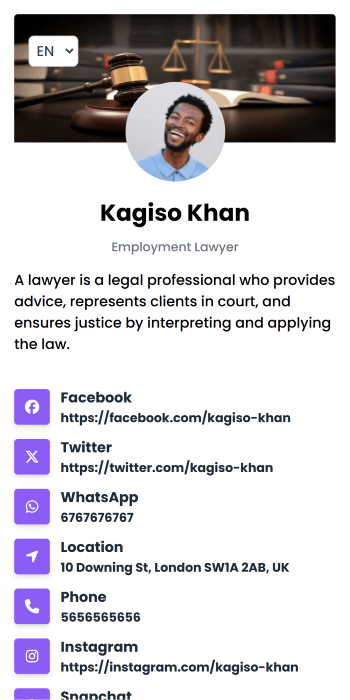 EN
Kagiso Khan
Employment Lawyer
A lawyer is a legal professional who provides
advice, represents clients in court, and
ensures justice by interpreting and applying
the law.
Facebook
https://facebook.com/kagiso-khan
Twitter
https://twitter.com/kagiso-khan
WhatsApp
6767676767
Location
10 Downing St, London SW1A 2AB, UK
Phone
5656565656
Instagram
https://instagram.com/kagiso-khan
Snapchat